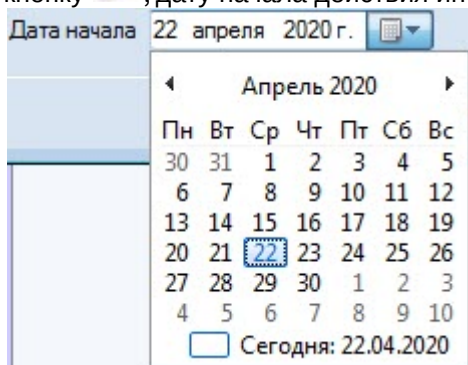 кнопку , дату начала действия ин
Дата начала 22 апреля 2020 г.
Апрель 2020
Пн Вт Ср Чт Пт Сб Вс
30 31 1 2 3 4 5
6 7 8 9 10 11 12
13 14 15 16 17 18 19
20 21 22 23 24 25 26
27 28 29 30 1 2 3
4 5 6 7 8 9 10
Сегодня: 22.04.2020